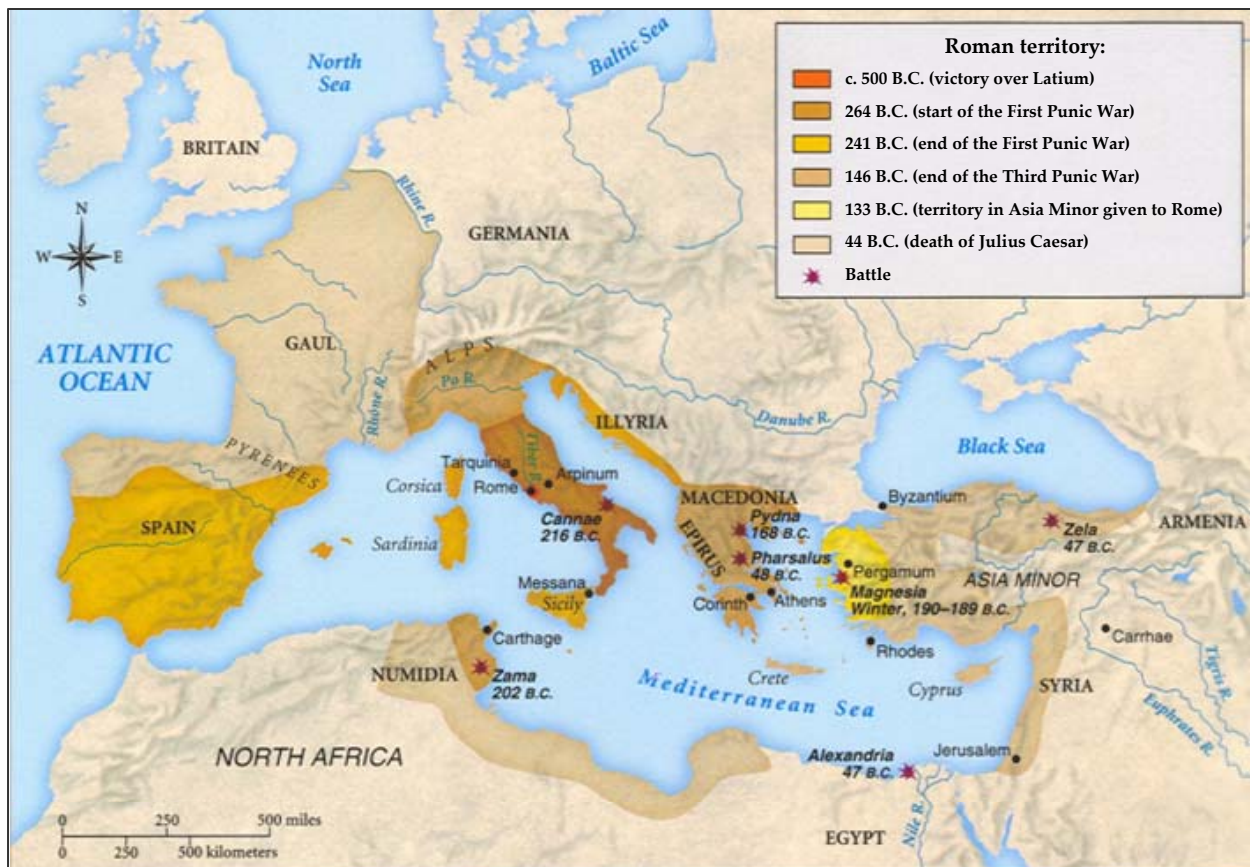 Roman territory:
c. 500 B.C. (victory over Latium)
264 B.C. (start of the First Punic War)
241 B.C. (end of the First Punic War)
146 B.C. (end of the Third Punic War)
133 B.C. (territory in Asia Minor given to Rome)
44 B.C. (death of Julius Caesar)
Battle
North
Sea
Baltic Sea
BRITAIN
Rhine R.
GERMANIA
N
W
E
S
ATLANTIC
OCEAN
GAUL
ALPS
Po R.
Rhône R.
Danube R.
ILLYRIA
Black Sea
PYRENEES
Tiber R.
Tarquinia
Arpinum
Corsica
Rome
MACEDONIA
Byzantium
SPAIN
Cannae
216 B.C.
Pydna
168 B.C.
Zela
47 B.C.
ARMENIA
Sardinia
EPIRUS
Pharsalus
48 B.C.
Pergamum
ASIA MINOR
Messana
Sicily
Corinth
Athens
Magnesia
Winter, 190–189 B.C.
Carthage
Rhodes
Carrhae
NUMIDIA
Zama
202 B.C.
Crete
Cyprus
SYRIA
Tigris R.
Mediterranean Sea
Euphrates R.
NORTH AFRICA
Alexandria
47 B.C.
Jerusalem
Nile R.
EGYPT
0 250 500 miles
0 250 500 kilometers